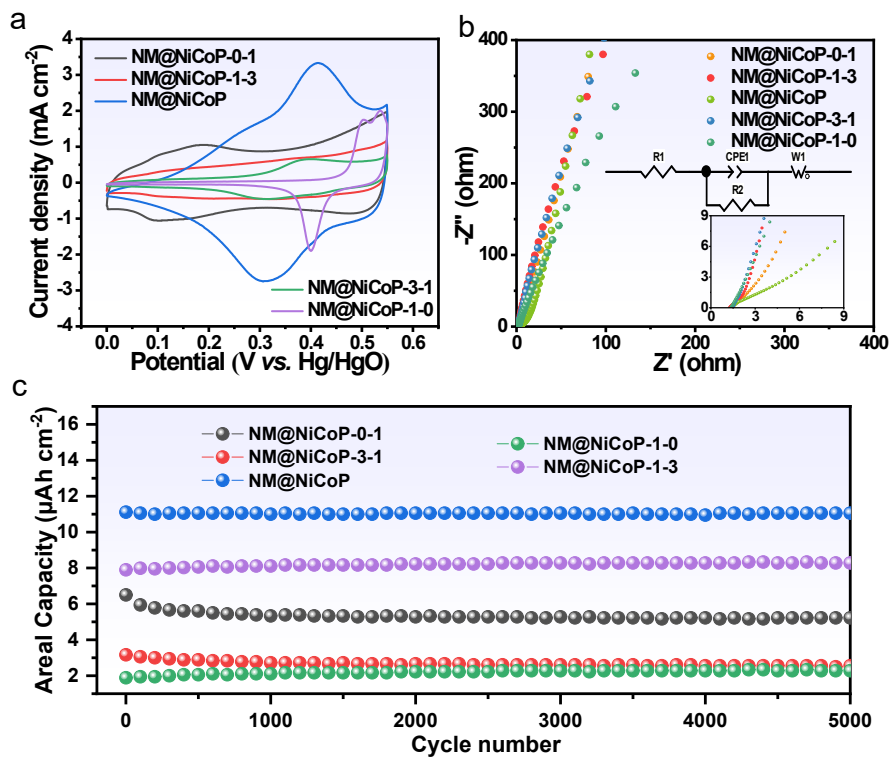 a
Current density (mA cm-2)
4
3
2
1
0
-1
-2
-3
-4
NM@NiCoP-0-1
NM@NiCoP-1-3
NM@NiCoP
NM@NiCoP-3-1
NM@NiCoP-1-0
0.0 0.1 0.2 0.3 0.4 0.5 0.6
Potential (V vs. Hg/HgO)
b
-Z'' (ohm)
400
300
200
100
0
NM@NiCoP-0-1
NM@NiCoP-1-3
NM@NiCoP
NM@NiCoP-3-1
NM@NiCoP-1-0
R1 CPE1 W1
R2
9
6
3
0
0 3 6 9
0 100 200 300 400
Z' (ohm)
c
Areal Capacity (μAh cm-2)
16
14
12
10
8
6
4
2
NM@NiCoP-0-1
NM@NiCoP-3-1
NM@NiCoP
NM@NiCoP-1-0
NM@NiCoP-1-3
0 1000 2000 3000 4000 5000
Cycle number